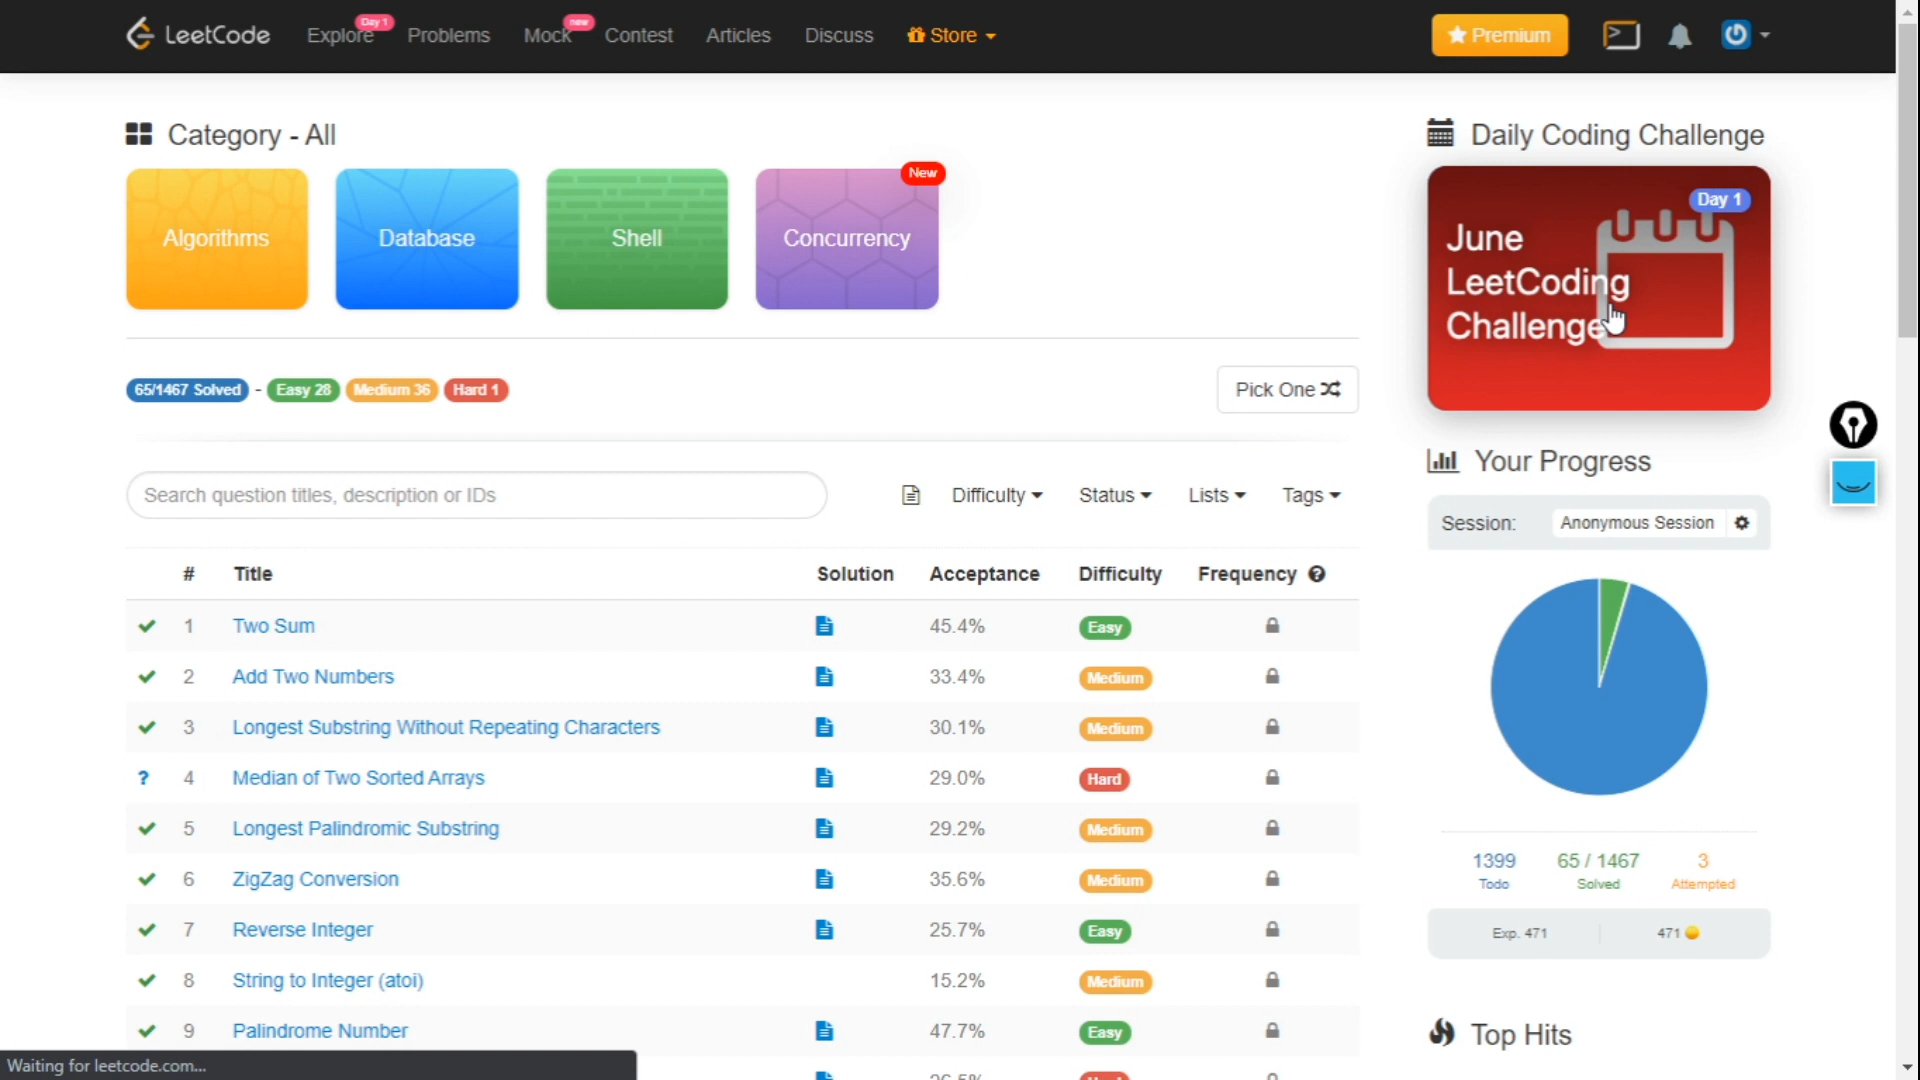 LeetCode Explore Day 1 Problems Mock new Contest Articles Discuss Store Premium
Category - All
Algorithms Database Shell Concurrency New
65/1467 Solved - Easy 28 Medium 36 Hard 1 Pick One
Search question titles, description or IDs Difficulty Status Lists Tags
# Title Solution Acceptance Difficulty Frequency
1 Two Sum 45.4% Easy
2 Add Two Numbers 33.4% Medium
3 Longest Substring Without Repeating Characters 30.1% Medium
? 4 Median of Two Sorted Arrays 29.0% Hard
5 Longest Palindromic Substring 29.2% Medium
6 ZigZag Conversion 35.6% Medium
7 Reverse Integer 25.7% Easy
8 String to Integer (atoi) 15.2% Medium
9 Palindrome Number 47.7% Easy
Daily Coding Challenge
Day 1
June
LeetCoding
Challenge
Your Progress
Session: Anonymous Session
1399 65 / 1467 3
Todo Solved Attempted
Exp. 471 471
Top Hits
Waiting for leetcode.com...